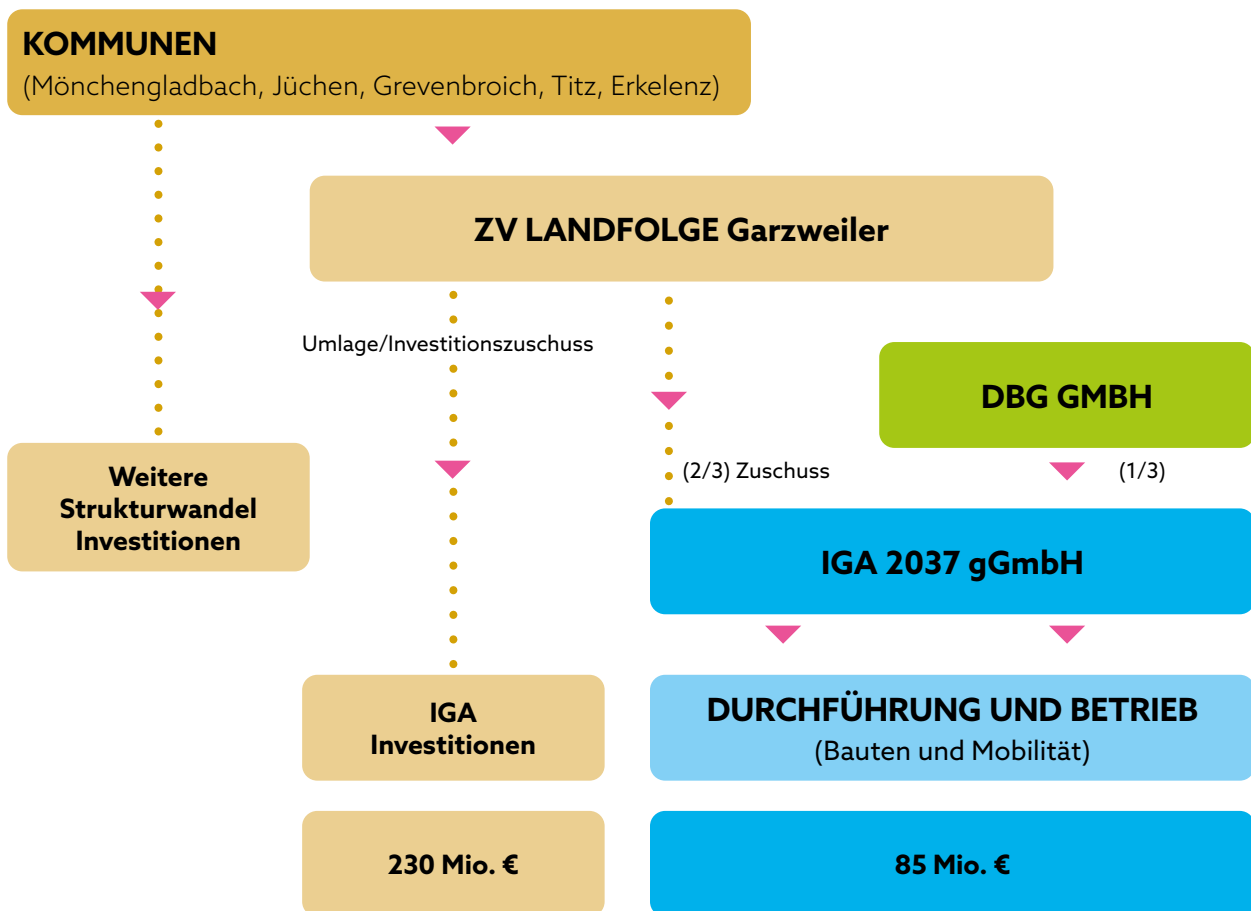 KOMMUNEN
(Mönchengladbach, Jüchen, Grevenbroich, Titz, Erkelenz)
ZV LANDFOLGE Garzweiler
Umlage/Investitionszuschuss
DBG GMBH
Weitere
Strukturwandel
Investitionen
(2/3) Zuschuss
(1/3)
IGA 2037 gGmbH
IGA
Investitionen
DURCHFÜHRUNG UND BETRIEB
(Bauten und Mobilität)
230 Mio. €
85 Mio. €